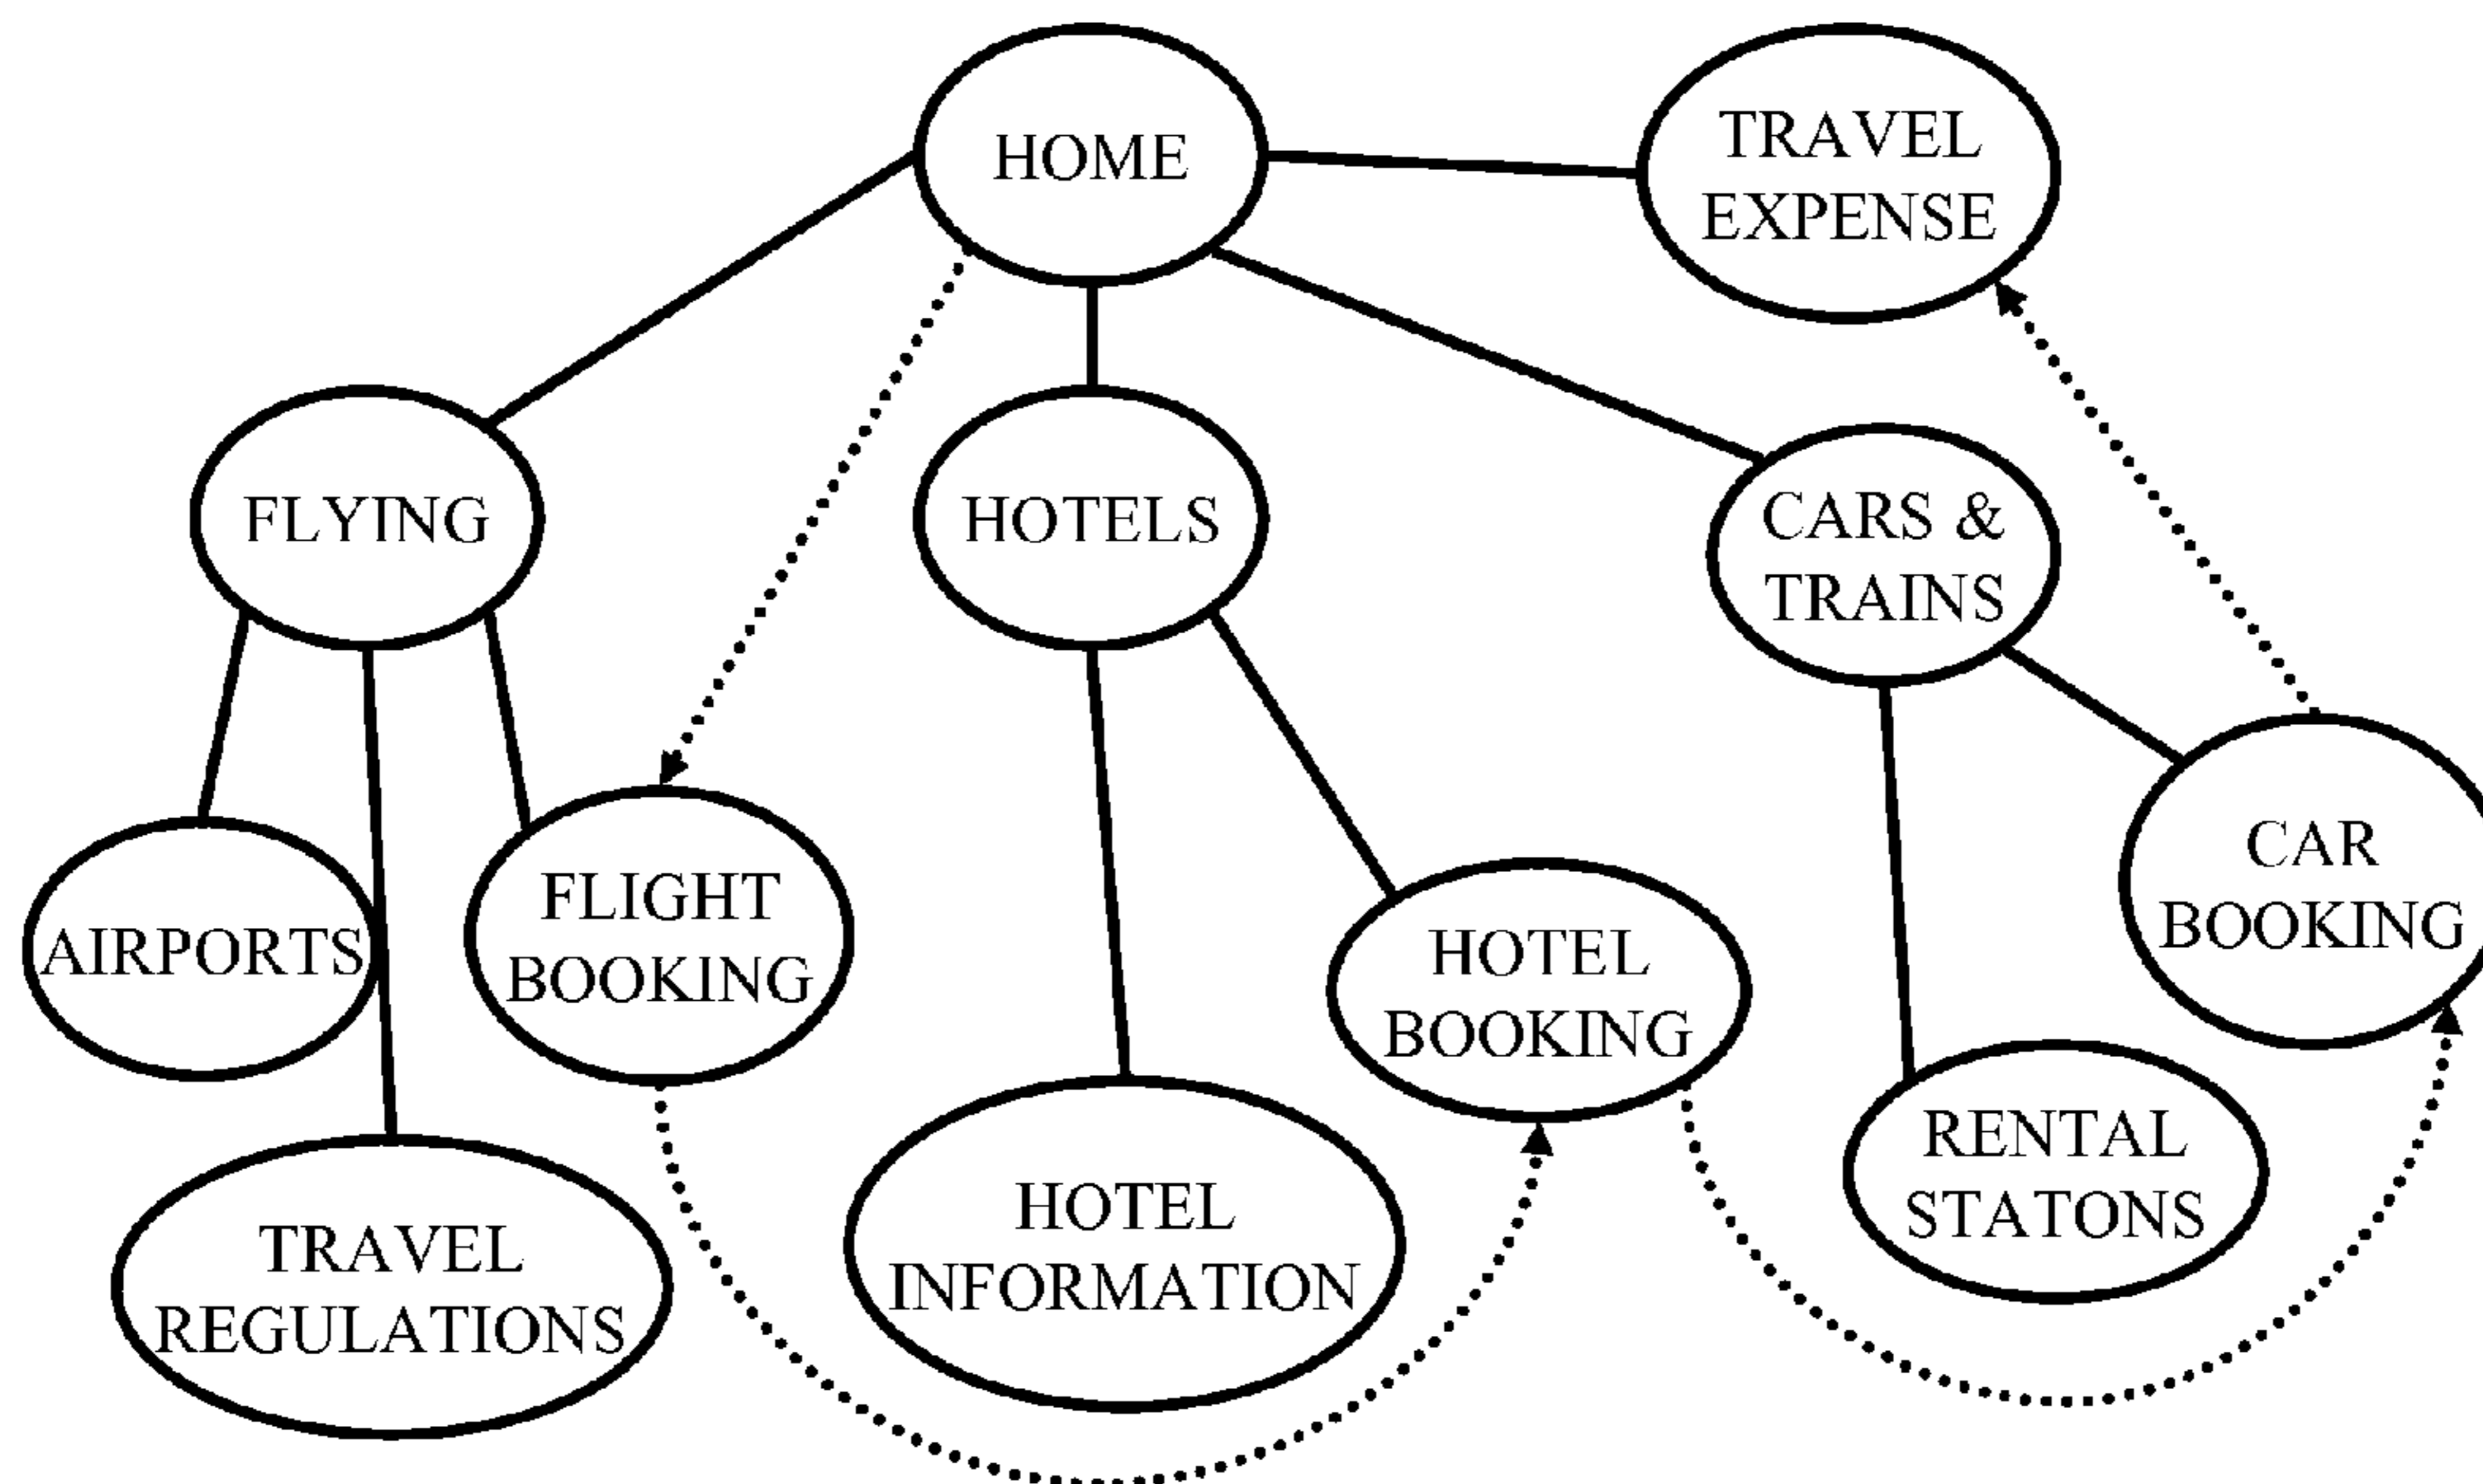 HOME
TRAVEL
EXPENSE
FLYING
HOTELS
CARS &
TRAINS
AIRPORTS
FLIGHT
BOOKING
HOTEL
BOOKING
CAR
BOOKING
TRAVEL
REGULATIONS
HOTEL
INFORMATION
RENTAL
STATONS